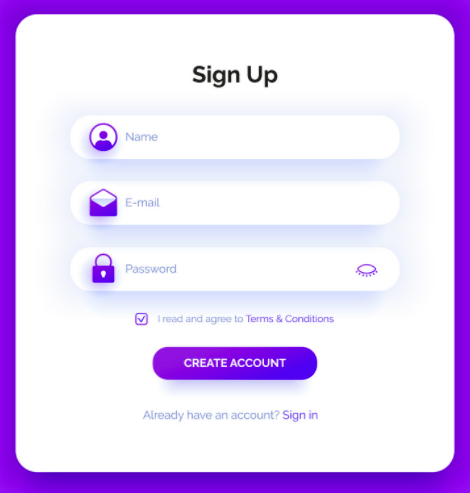 Sign Up
Name
E-mail
Password
I read and agree to Terms & Conditions
CREATE ACCOUNT
Already have an account? Sign in